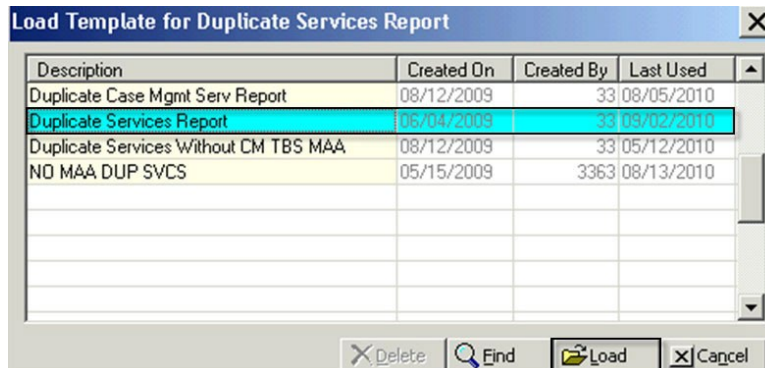 Load Template for Duplicate Services Report
Description Created On Created By Last Used
Duplicate Case Mgmt Serv Report 08/12/2009 33 08/05/2010
Duplicate Services Report 06/04/2009 33 09/02/2010
Duplicate Services Without CM TBS MAA 08/12/2009 33 05/12/2010
NO MAA DUP SVCS 05/15/2009 3363 08/13/2010
Delete Find Load Cancel